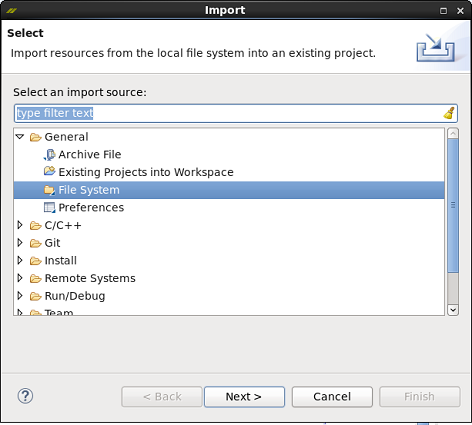 Import
Select
Import resources from the local file system into an existing project.
Select an import source:
type filter text
General
Archive File
Existing Projects into Workspace
File System
Preferences
C/C++
Git
Install
Remote Systems
Run/Debug
Team
?
< Back
Next >
Cancel
Finish